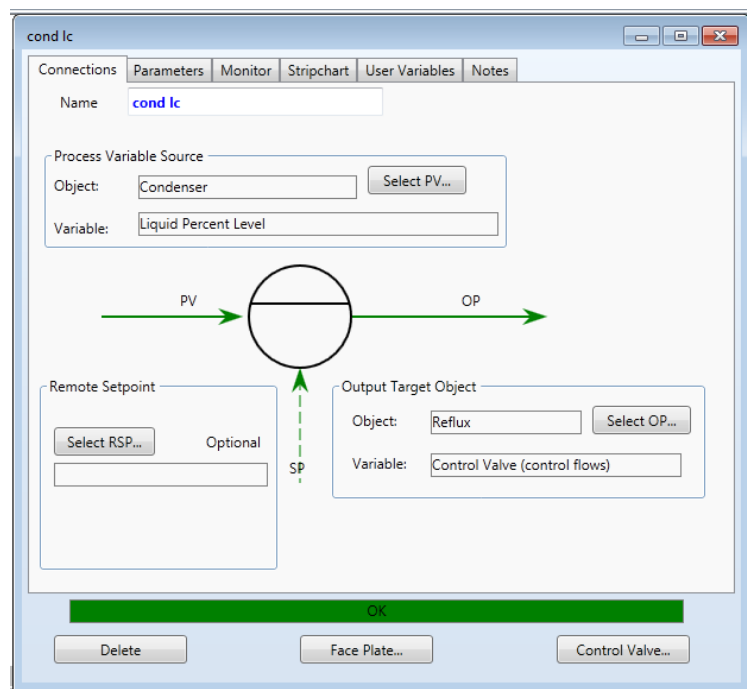 cond lc
Connections Parameters Monitor Stripchart User Variables Notes
Name cond lc
Process Variable Source
Object: Condenser Select PV...
Variable: Liquid Percent Level
PV OP
Remote Setpoint
Select RSP... Optional
SP
Output Target Object
Object: Reflux Select OP...
Variable: Control Valve (control flows)
OK
Delete Face Plate... Control Valve...